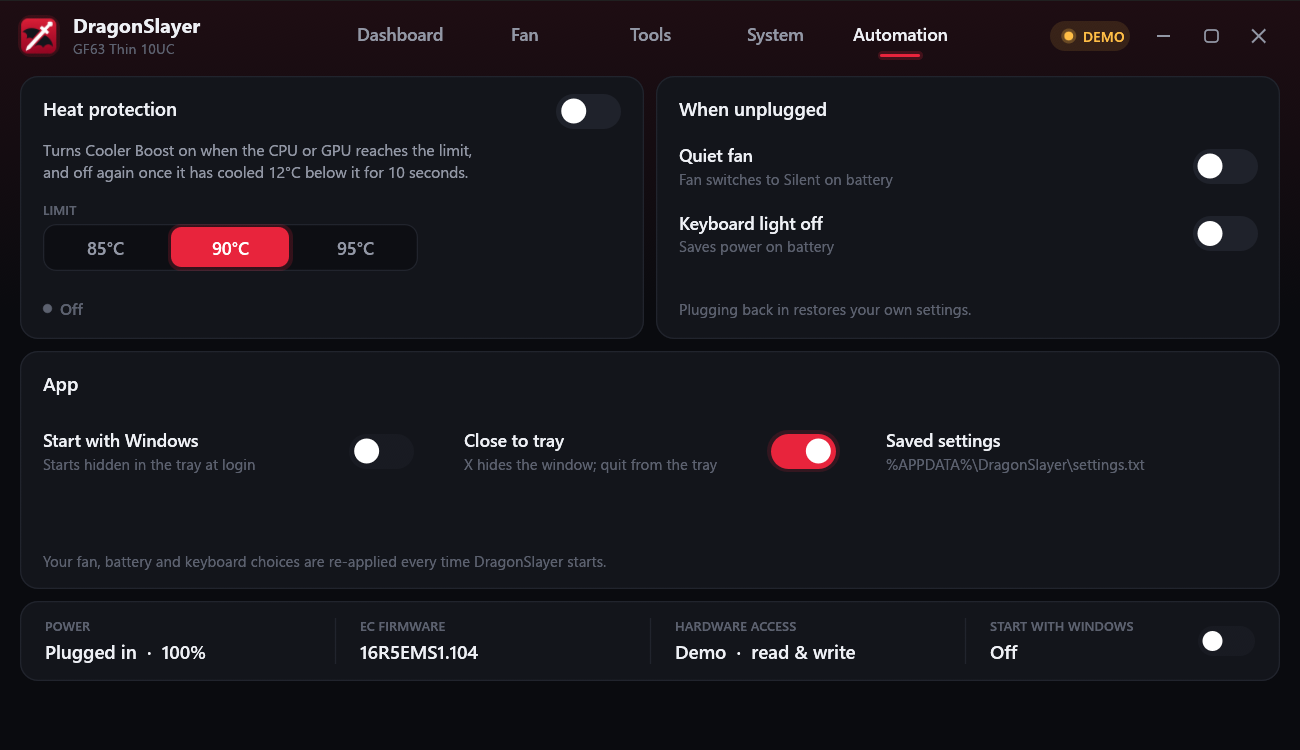 DragonSlayer
GF63 Thin 10UC
Dashboard
Fan
Tools
System
Automation
DEMO
Heat protection
Turns Cooler Boost on when the CPU or GPU reaches the limit,
and off again once it has cooled 12°C below it for 10 seconds.
LIMIT
85°C
90°C
95°C
Off
When unplugged
Quiet fan
Fan switches to Silent on battery
Keyboard light off
Saves power on battery
Plugging back in restores your own settings.
App
Start with Windows
Starts hidden in the tray at login
Close to tray
X hides the window; quit from the tray
Saved settings
%APPDATA%\DragonSlayer\settings.txt
Your fan, battery and keyboard choices are re-applied every time DragonSlayer starts.
POWER
Plugged in · 100%
EC FIRMWARE
16R5EMS1.104
HARDWARE ACCESS
Demo · read & write
START WITH WINDOWS
Off